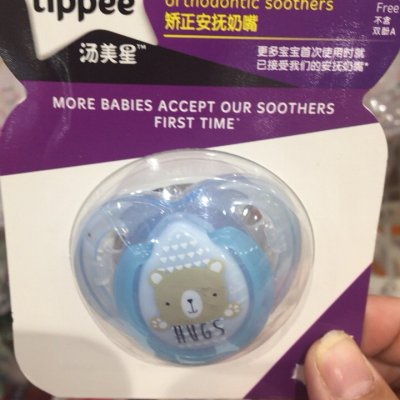 tippee
orthodontic soothers
矫正安抚奶嘴
Free
不含
双酚A
汤美星™
更多宝宝首次使用时就
已接受我们的安抚奶嘴*
MORE BABIES ACCEPT OUR SOOTHERS
FIRST TIME*
HUGS